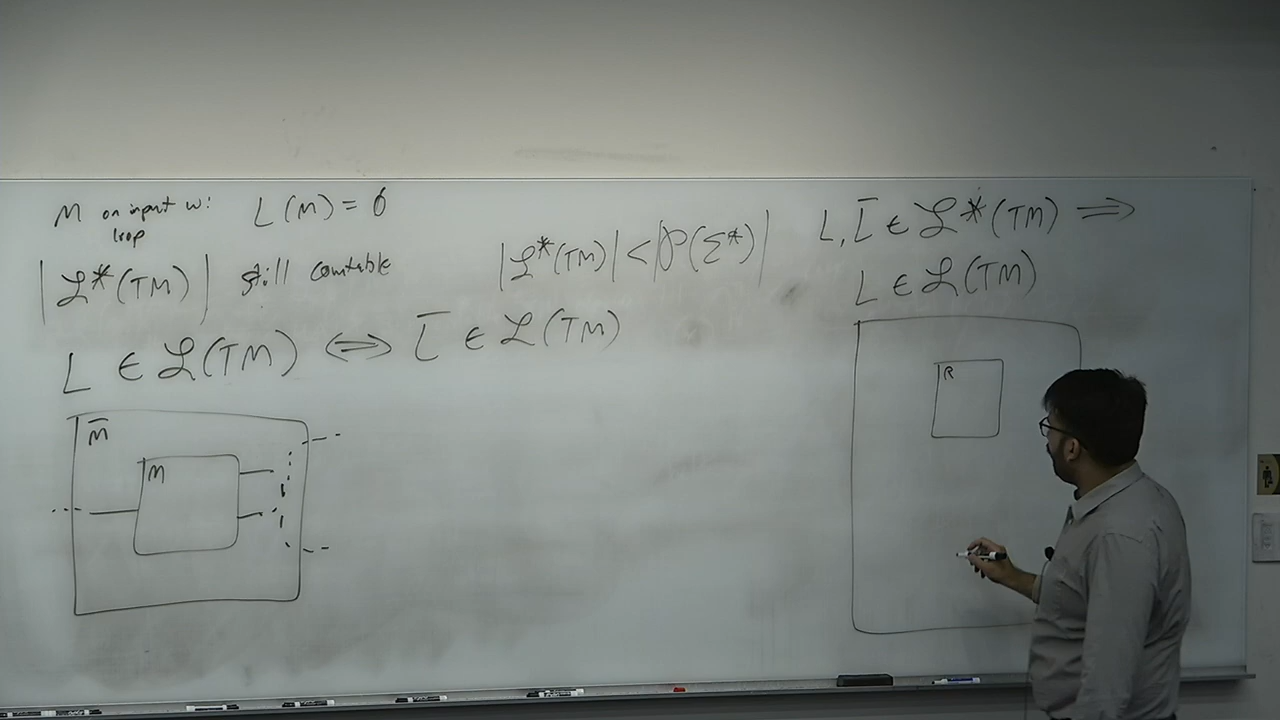 M on input w:
loop
L(M) = ∅
|ℒ*(TM)| still countable
L ∈ ℒ(TM) ⟺ L̅ ∈ ℒ(TM)
M̅
M
|ℒ*(TM)| < |𝒫(Σ*)|
L, L̅ ∈ ℒ*(TM) ⟹
L ∈ ℒ(TM)
R